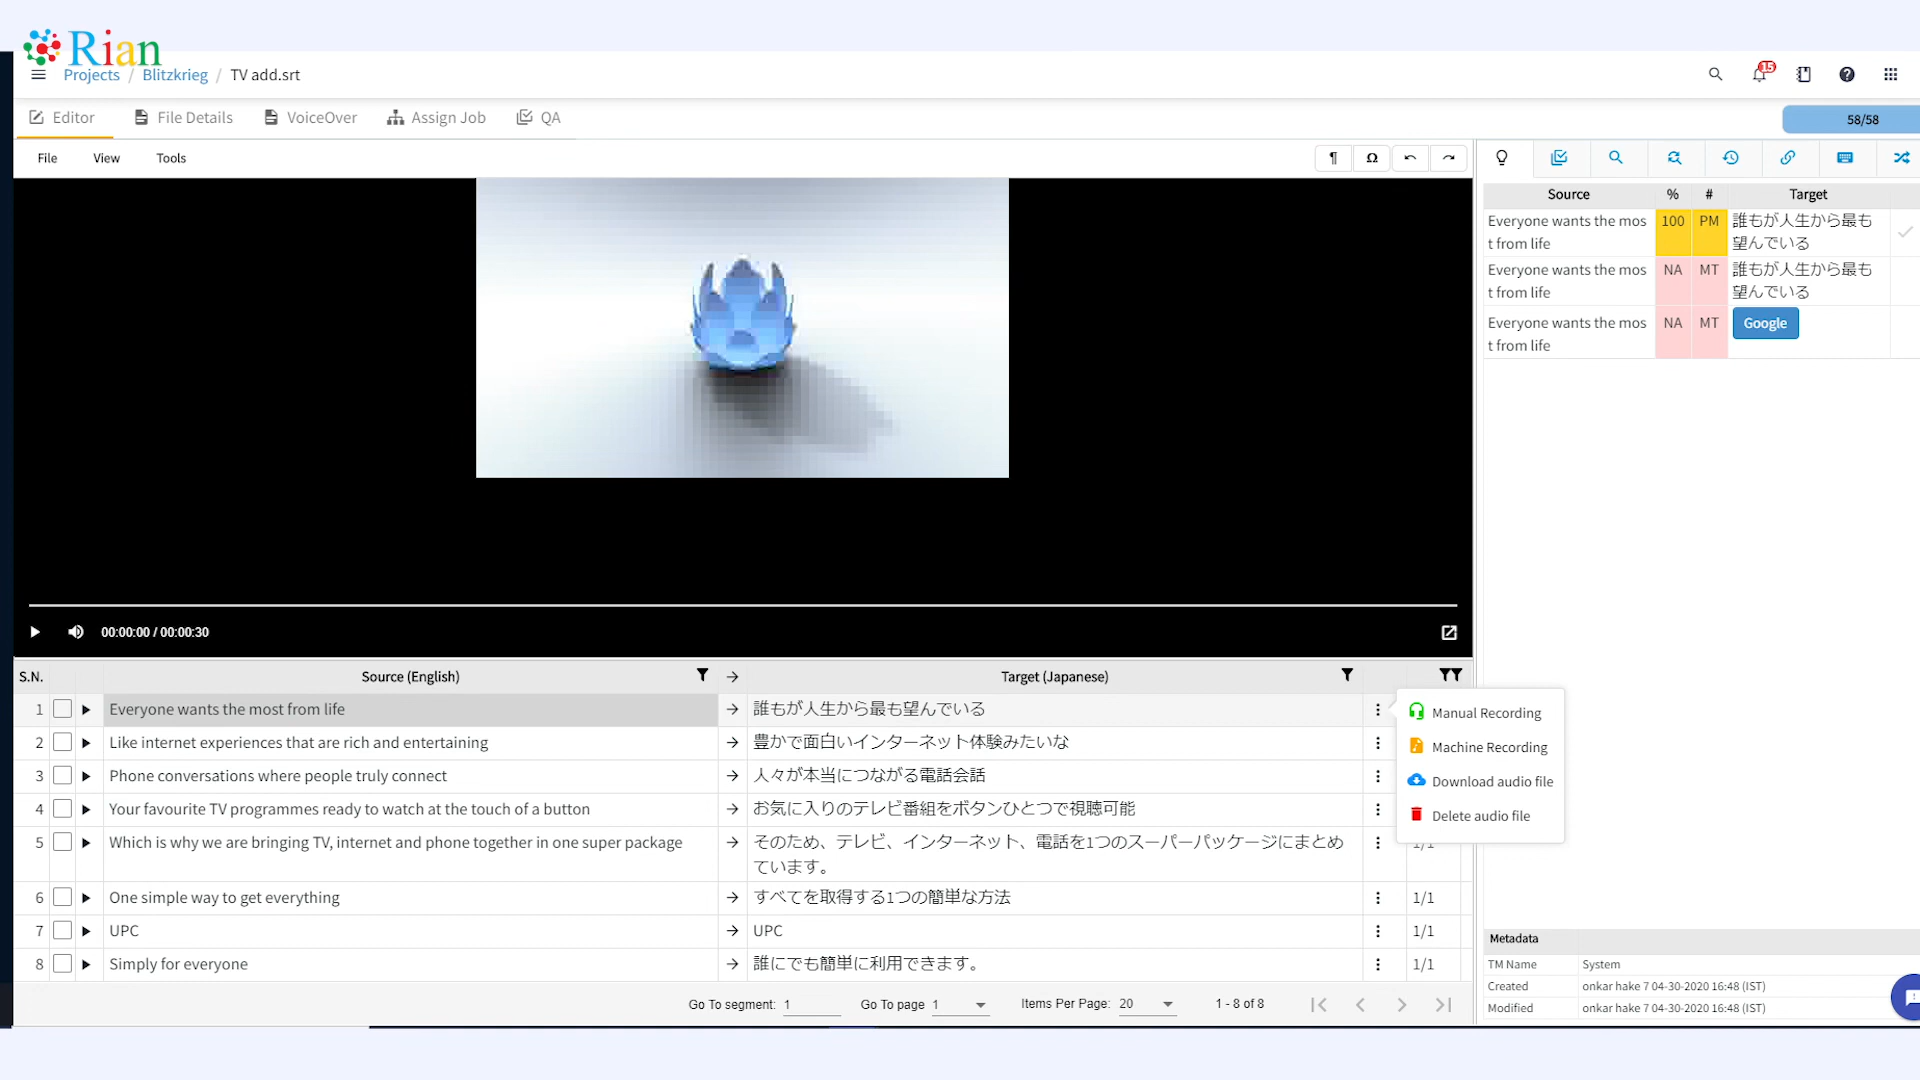 Rian
Projects / Blitzkrieg / TV add.srt
15
Editor File Details VoiceOver Assign Job QA
58/58
File View Tools
¶ Ω
Source % # Target
Everyone wants the mos 100 PM 誰もが人生から最も
t from life 望んでいる
Everyone wants the mos NA MT 誰もが人生から最も
t from life 望んでいる
Everyone wants the mos NA MT Google
t from life
00:00:00 / 00:00:30
S.N. Source (English) → Target (Japanese)
1 Everyone wants the most from life → 誰もが人生から最も望んでいる
2 Like internet experiences that are rich and entertaining → 豊かで面白いインターネット体験みたいな
3 Phone conversations where people truly connect → 人々が本当につながる電話会話
4 Your favourite TV programmes ready to watch at the touch of a button → お気に入りのテレビ番組をボタンひとつで視聴可能
5 Which is why we are bringing TV, internet and phone together in one super package → そのため、テレビ、インターネット、電話を1つのスーパーパッケージにまとめ 1/1
ています。
6 One simple way to get everything → すべてを取得する1つの簡単な方法 1/1
7 UPC → UPC 1/1
8 Simply for everyone → 誰にでも簡単に利用できます。 1/1
Manual Recording
Machine Recording
Download audio file
Delete audio file
Go To segment: 1 Go To page 1 Items Per Page: 20 1 - 8 of 8
Metadata
TM Name System
Created onkar hake 7 04-30-2020 16:48 (IST)
Modified onkar hake 7 04-30-2020 16:48 (IST)